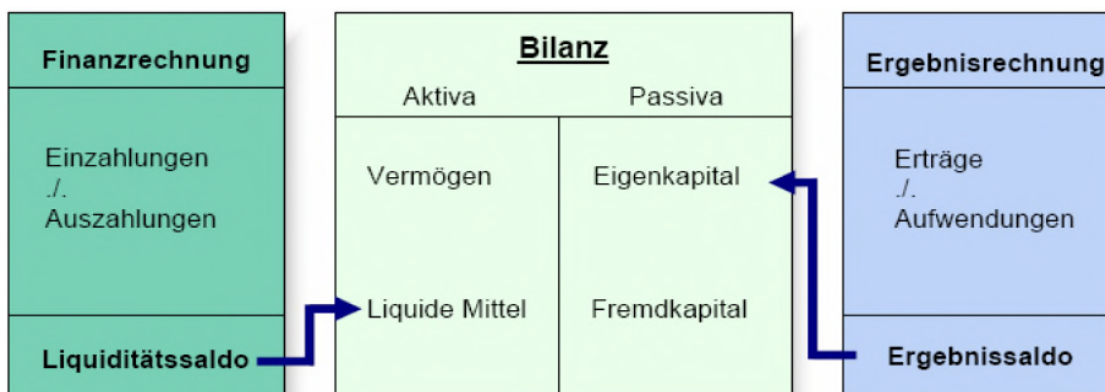 Finanzrechnung
Einzahlungen
./.
Auszahlungen
Liquiditätssaldo
Bilanz
Aktiva
Passiva
Vermögen
Eigenkapital
Liquide Mittel
Fremdkapital
Ergebnisrechnung
Erträge
./.
Aufwendungen
Ergebnissaldo